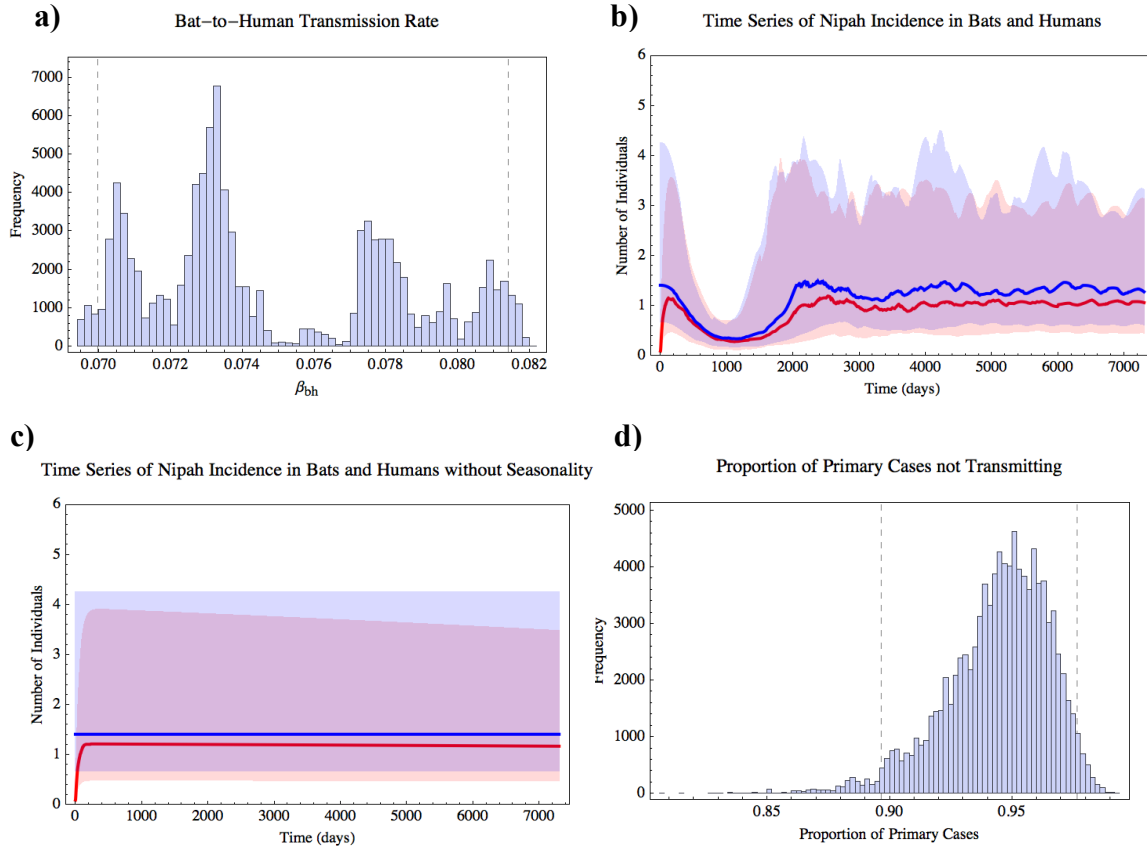 a)
Bat-to-Human Transmission Rate
Frequency
7000
6000
5000
4000
3000
2000
1000
0
0.070 0.072 0.074 0.076 0.078 0.080 0.082
βbh
b)
Time Series of Nipah Incidence in Bats and Humans
Number of Individuals
6
5
4
3
2
1
0
0 1000 2000 3000 4000 5000 6000 7000
Time (days)
c)
Time Series of Nipah Incidence in Bats and Humans without Seasonality
Number of Individuals
6
5
4
3
2
1
0
0 1000 2000 3000 4000 5000 6000 7000
Time (days)
d)
Proportion of Primary Cases not Transmitting
Frequency
5000
4000
3000
2000
1000
0
0.85 0.90 0.95
Proportion of Primary Cases